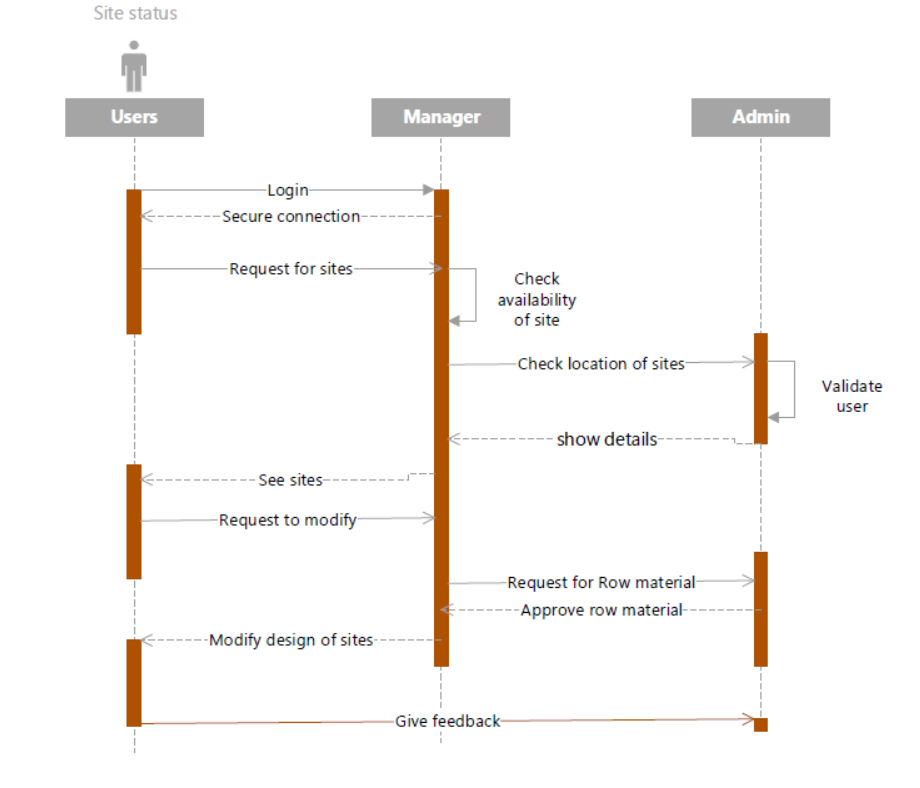 Site status
Users
Manager
Admin
Login
Secure connection
Request for sites
Check
availability
of site
Check location of sites
Validate
user
show details
See sites
Request to modify
Request for Row material
Approve row material
Modify design of sites
Give feedback